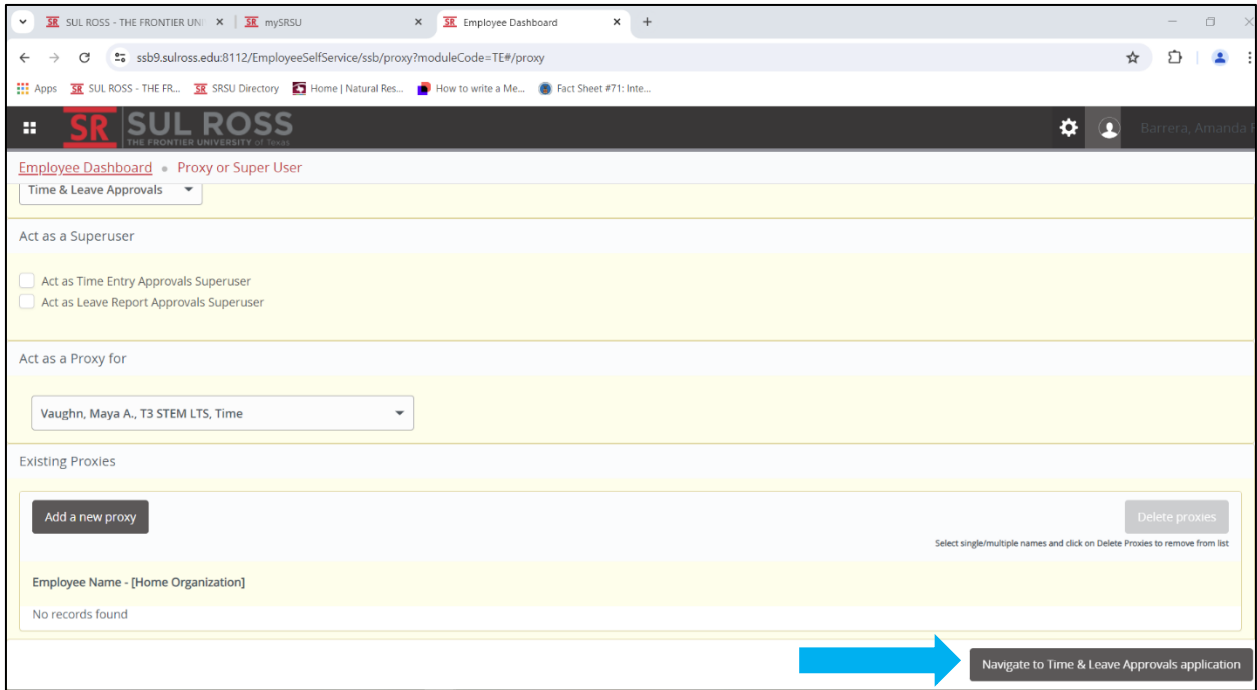 SUL ROSS - THE FRONTIER UNI
mySRSU
Employee Dashboard
ssb9.sulross.edu:8112/EmployeeSelfService/ssb/proxy?moduleCode=TE#/proxy
Apps SR SUL ROSS - THE FR... SR SRSU Directory Home | Natural Res... How to write a Me... Fact Sheet #71: Inte...
SR SUL ROSS
THE FRONTIER UNIVERSITY of Texas
Barrera, Amanda
Employee Dashboard • Proxy or Super User
Time & Leave Approvals
Act as a Superuser
Act as Time Entry Approvals Superuser
Act as Leave Report Approvals Superuser
Act as a Proxy for
Vaughn, Maya A., T3 STEM LTS, Time
Existing Proxies
Add a new proxy
Delete proxies
Select single/multiple names and click on Delete Proxies to remove from list
Employee Name - [Home Organization]
No records found
Navigate to Time & Leave Approvals application